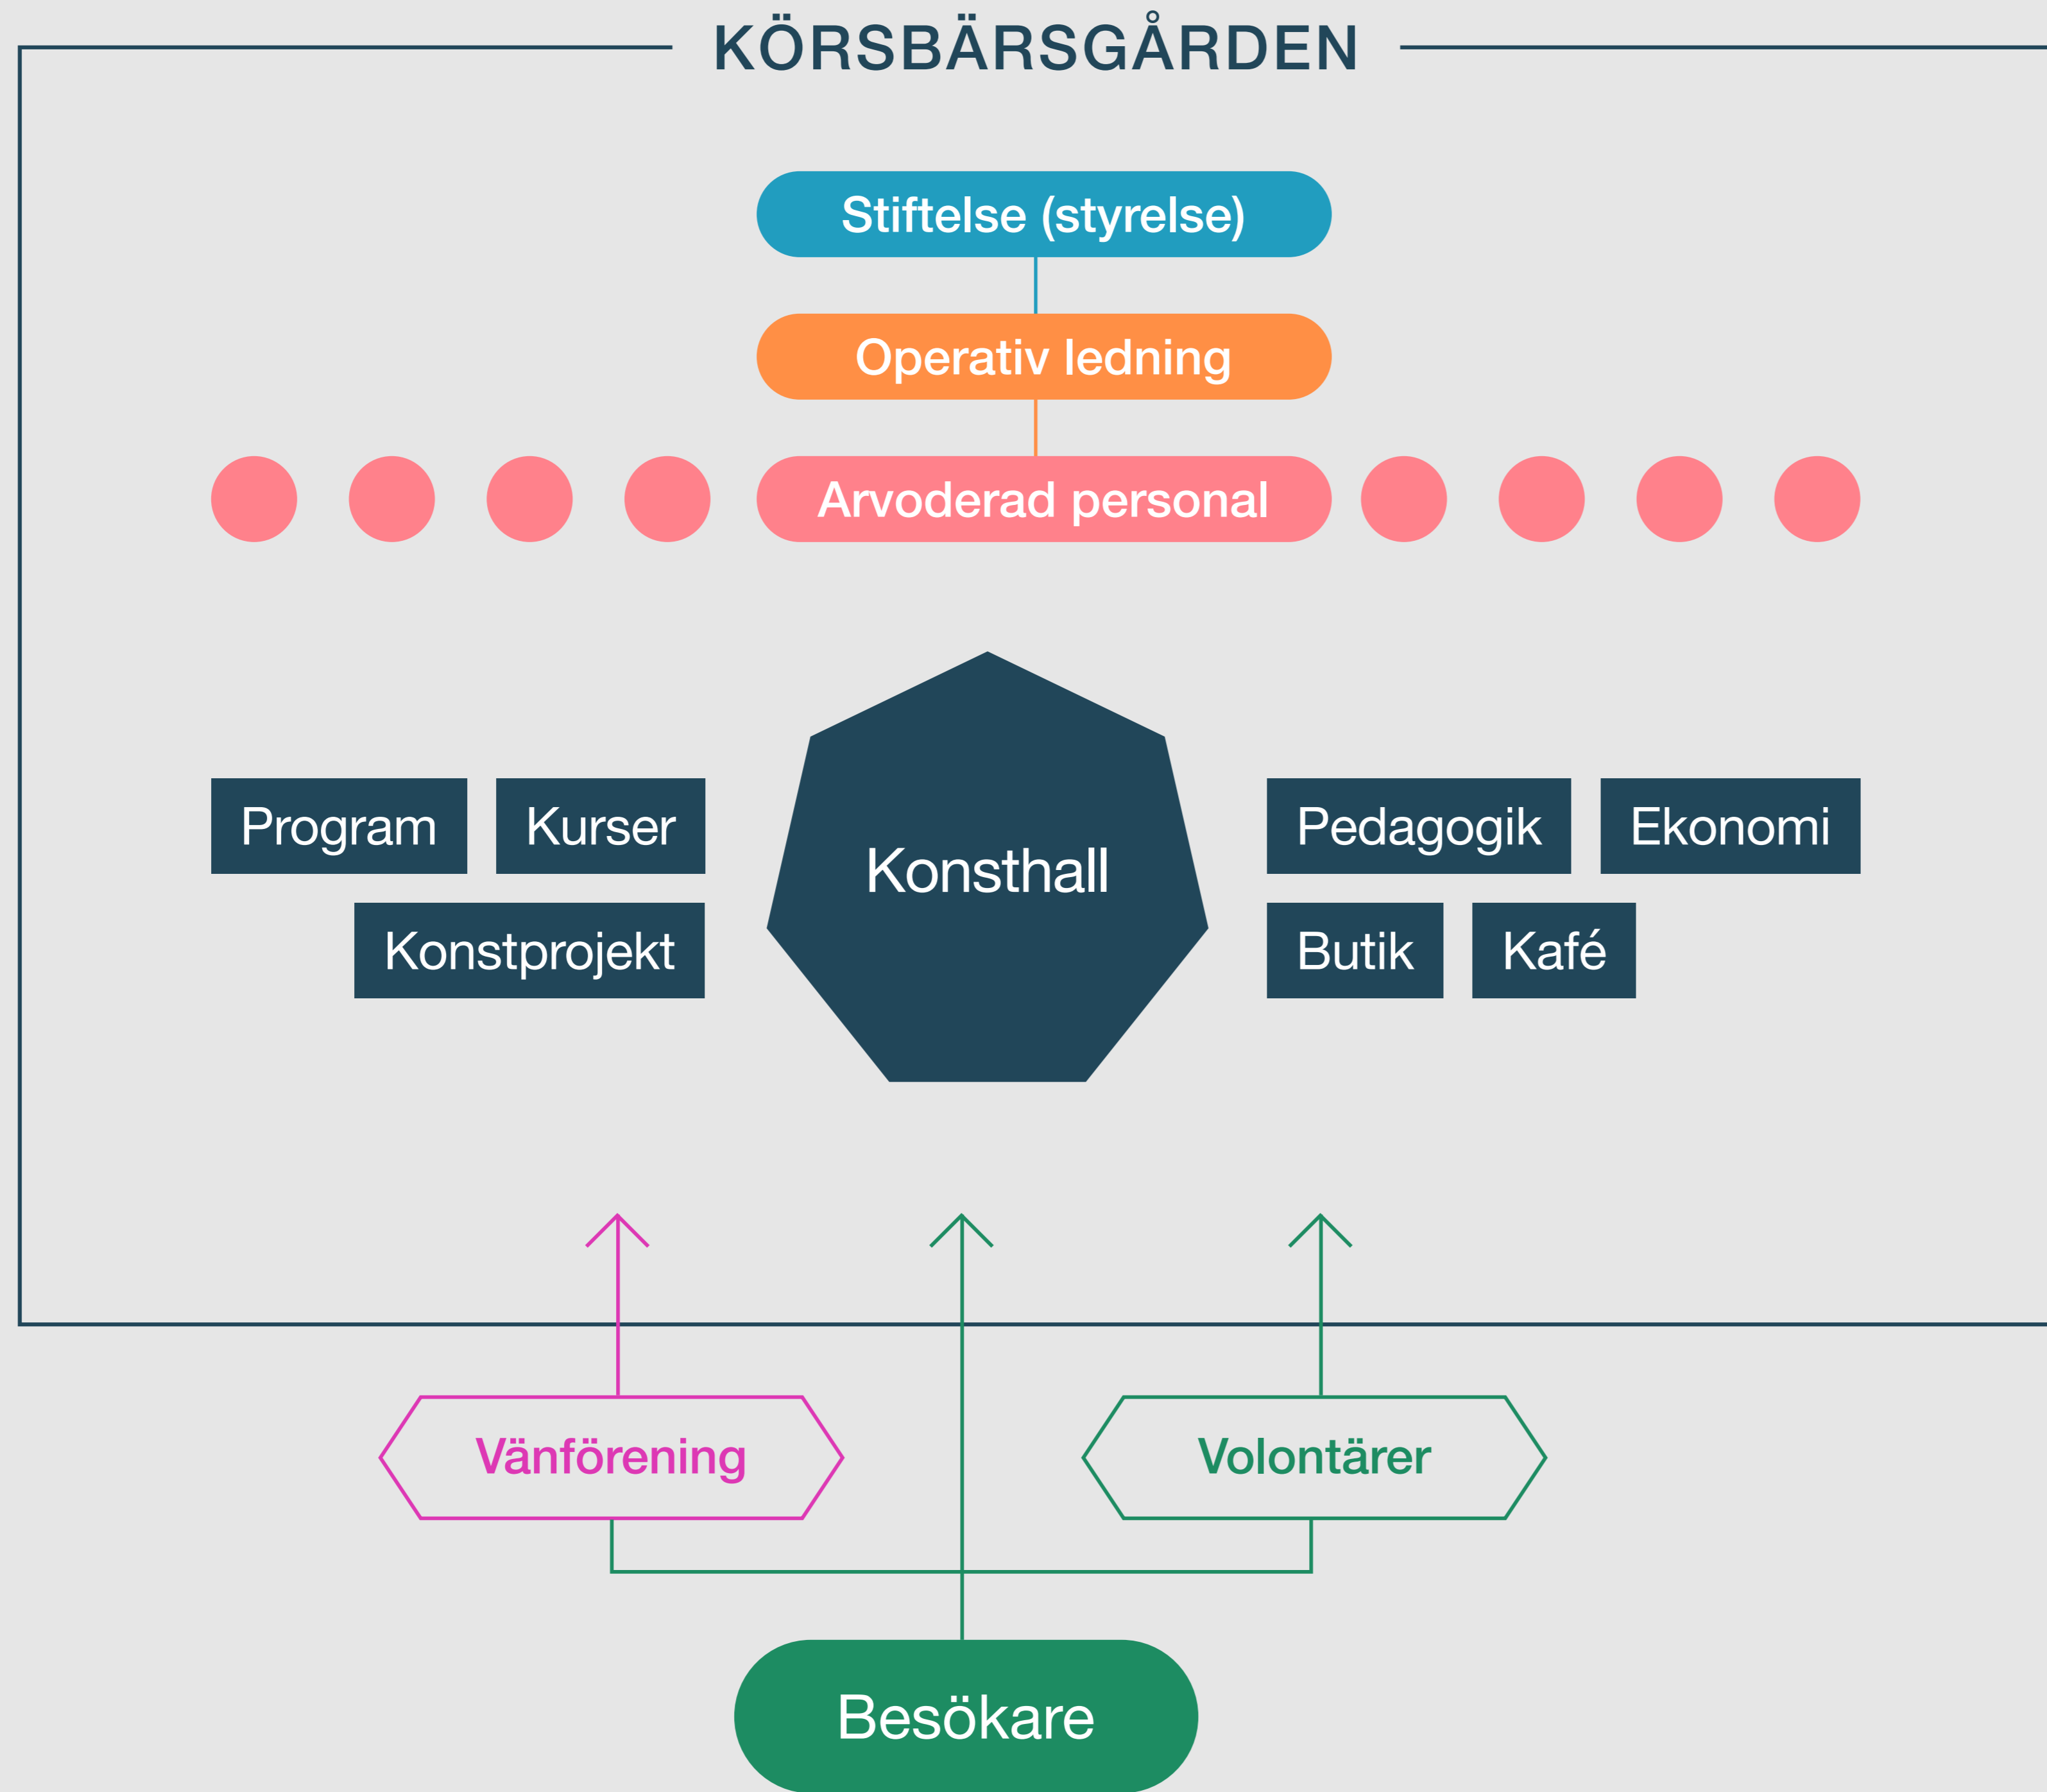 KÖRSBÄRSGÅRDEN
Stiftelse (styrelse)
Operativ ledning
Arvoderad personal
Program
Kurser
Konstprojekt
Konsthall
Pedagogik
Ekonomi
Butik
Kafé
Vänförening
Volontärer
Besökare